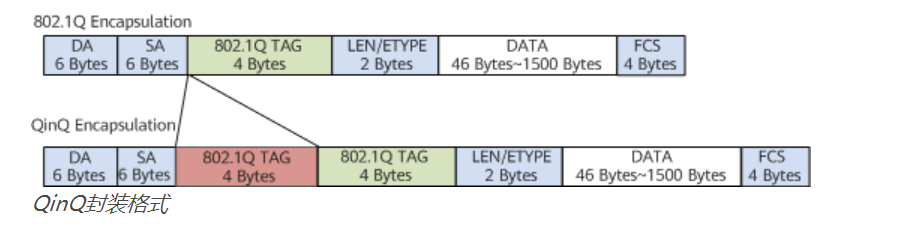 802.1Q Encapsulation
DA SA 802.1Q TAG LEN/ETYPE DATA FCS
6 Bytes 6 Bytes 4 Bytes 2 Bytes 46 Bytes~1500 Bytes 4 Bytes
QinQ Encapsulation
DA SA 802.1Q TAG 802.1Q TAG LEN/ETYPE DATA FCS
6 Bytes 6 Bytes 4 Bytes 4 Bytes 2 Bytes 46 Bytes~1500 Bytes 4 Bytes
QinQ封装格式